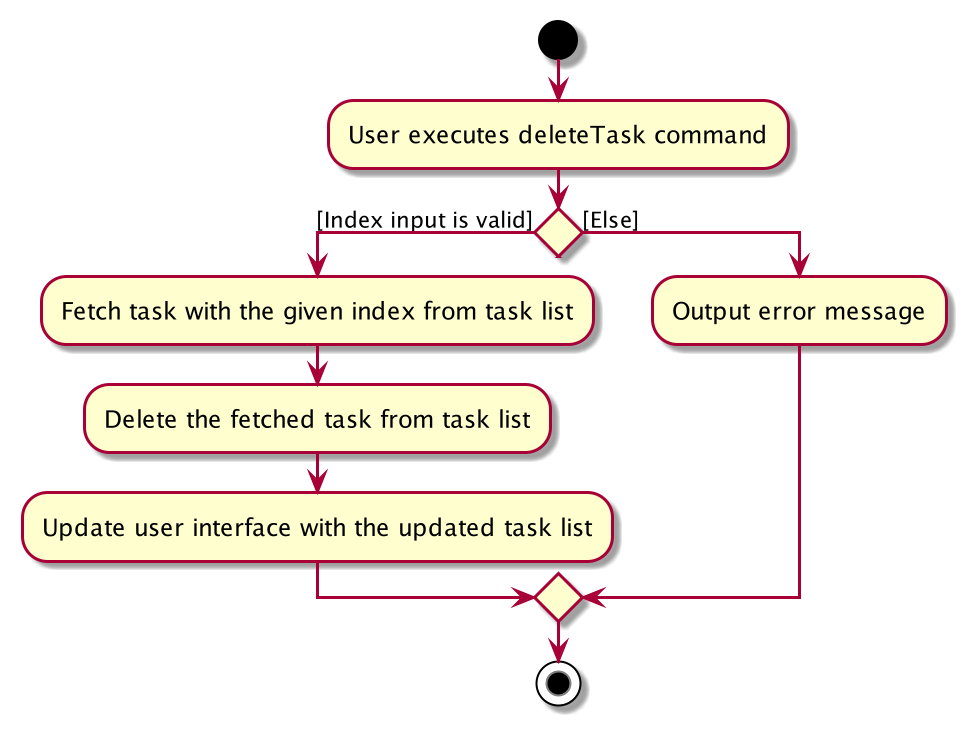 User executes deleteTask command
[Index input is valid]
[Else]
Fetch task with the given index from task list
Output error message
Delete the fetched task from task list
Update user interface with the updated task list